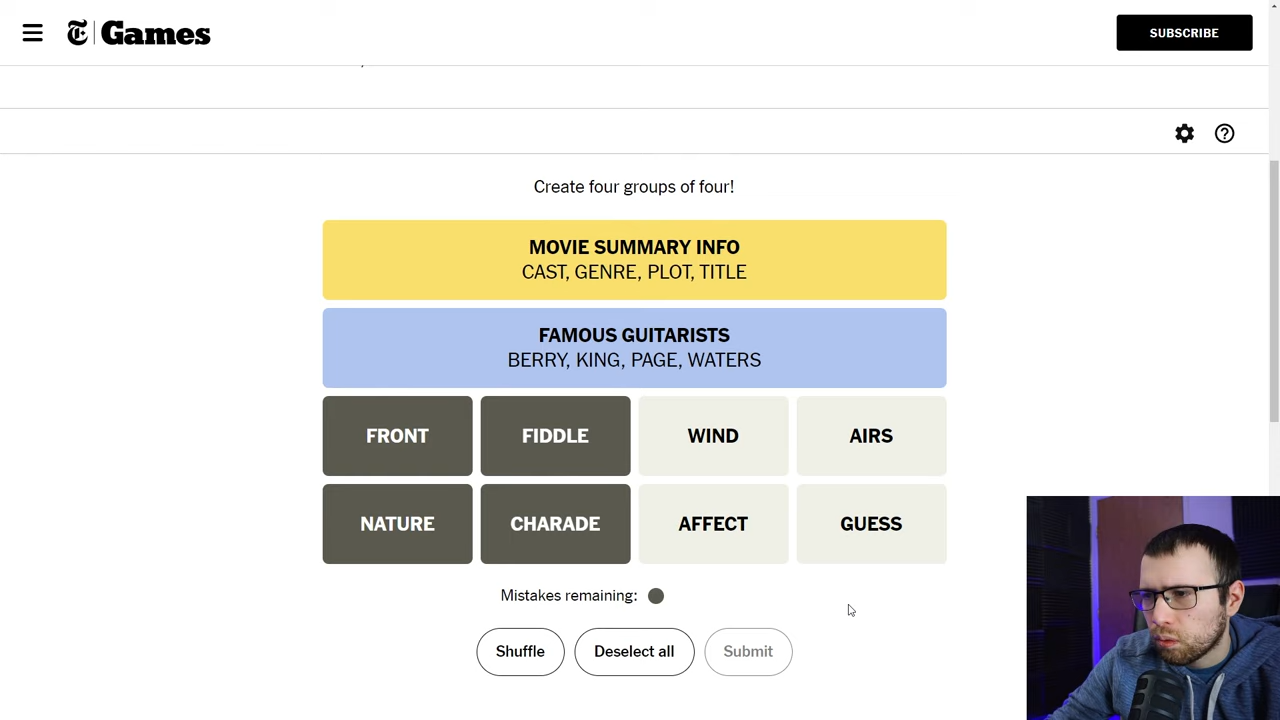 Games
SUBSCRIBE
Create four groups of four!
MOVIE SUMMARY INFO
CAST, GENRE, PLOT, TITLE
FAMOUS GUITARISTS
BERRY, KING, PAGE, WATERS
FRONT FIDDLE WIND AIRS
NATURE CHARADE AFFECT GUESS
Mistakes remaining:
Shuffle Deselect all Submit